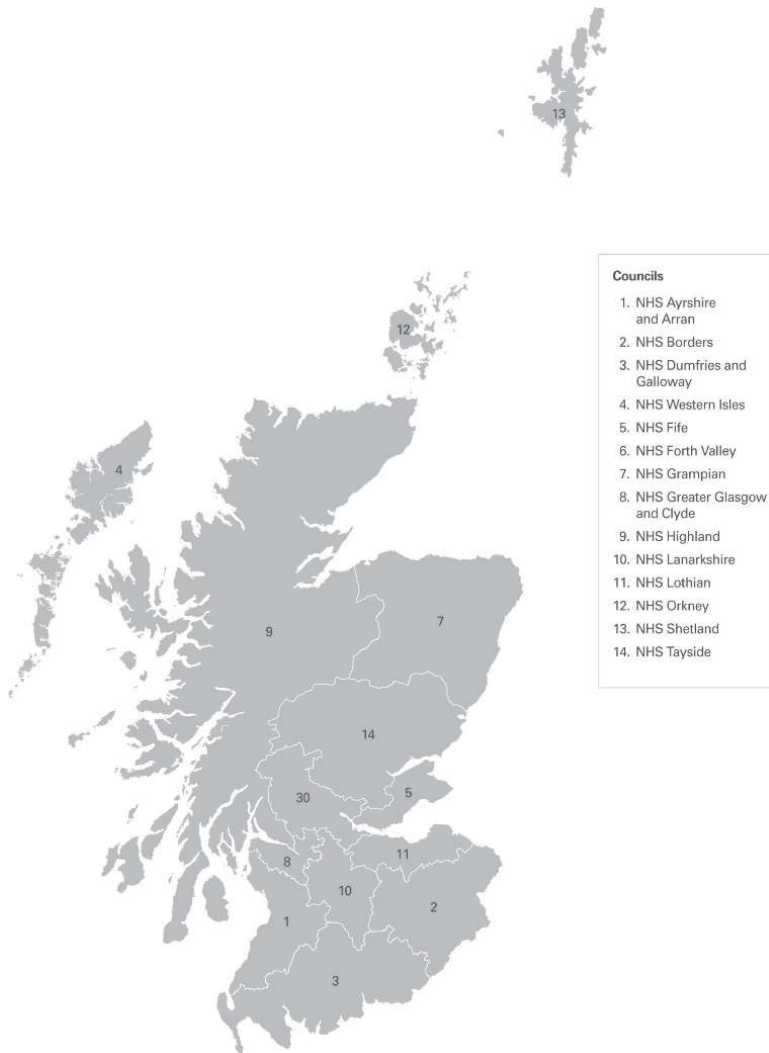 13
12
Councils
1. NHS Ayrshire
and Arran
2. NHS Borders
3. NHS Dumfries and
Galloway
4. NHS Western Isles
5. NHS Fife
6. NHS Forth Valley
7. NHS Grampian
8. NHS Greater Glasgow
and Clyde
9. NHS Highland
10. NHS Lanarkshire
11. NHS Lothian
12. NHS Orkney
13. NHS Shetland
14. NHS Tayside
4
9
7
14
30
5
8
11
10
2
1
3